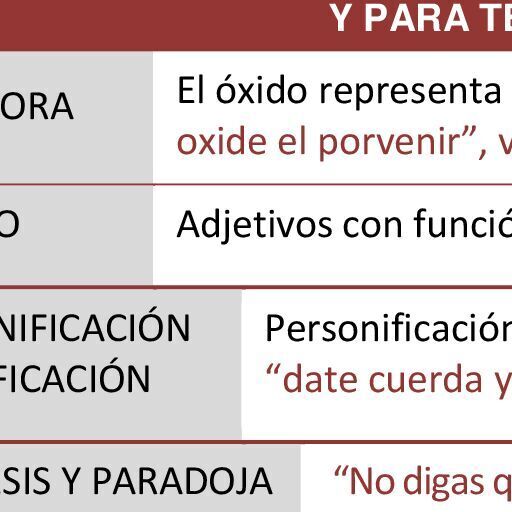 Y PARA TE
ORA
El óxido representa
oxide el porvenir”, v
O
Adjetivos con funció
NIFICACIÓN
FICACIÓN
Personificación
“date cuerda y
SIS Y PARADOJA
“No digas q